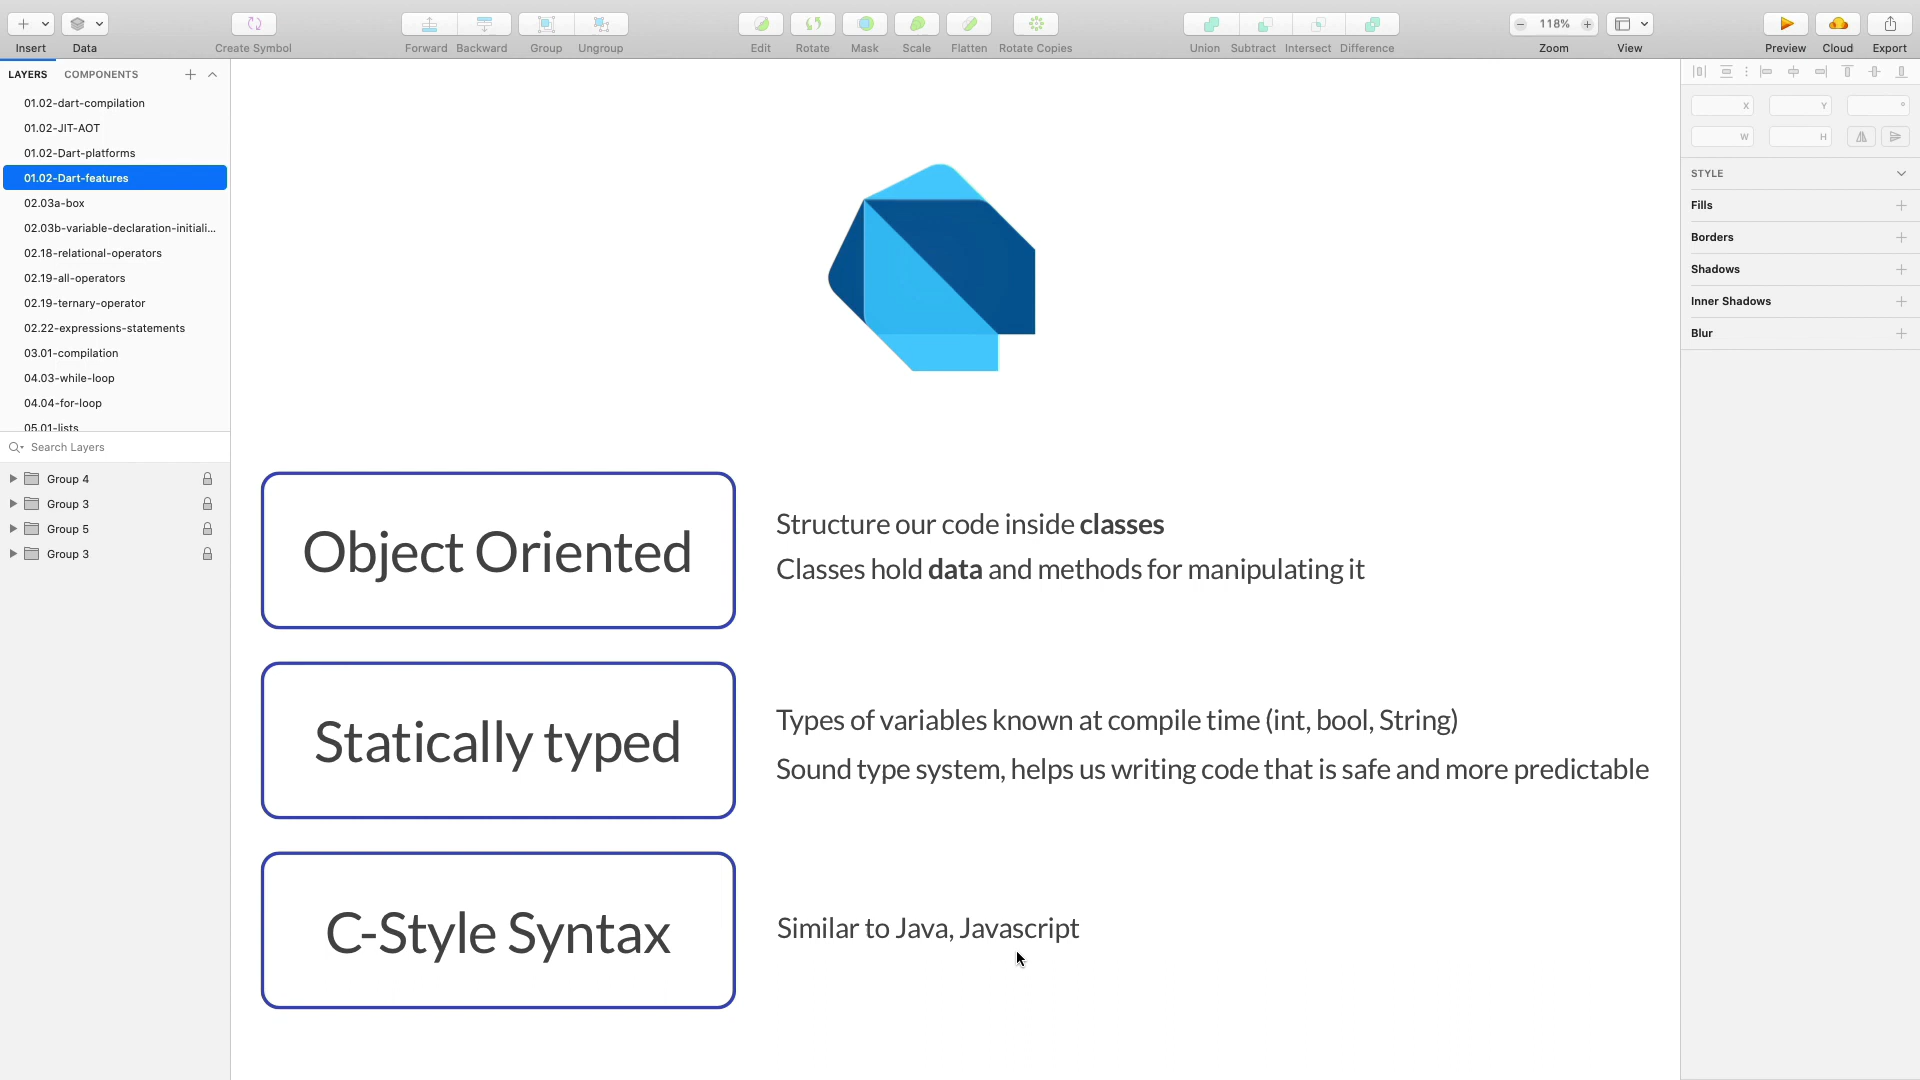 118%
Insert
Data
Create Symbol
Forward
Backward
Group
Ungroup
Edit
Rotate
Mask
Scale
Flatten
Rotate Copies
Union
Subtract
Intersect
Difference
Zoom
View
Preview
Cloud
Export
LAYERS
COMPONENTS
01.02-dart-compilation
01.02-JIT-AOT
01.02-Dart-platforms
01.02-Dart-features
02.03a-box
02.03b-variable-declaration-initiali...
02.18-relational-operators
02.19-all-operators
02.19-ternary-operator
02.22-expressions-statements
03.01-compilation
04.03-while-loop
04.04-for-loop
05.01-lists
Search Layers
Group 4
Group 3
Group 5
Group 3
Object Oriented
Structure our code inside classes
Classes hold data and methods for manipulating it
Statically typed
Types of variables known at compile time (int, bool, String)
Sound type system, helps us writing code that is safe and more predictable
C-Style Syntax
Similar to Java, Javascript
X
Y
°
W
H
STYLE
Fills
Borders
Shadows
Inner Shadows
Blur